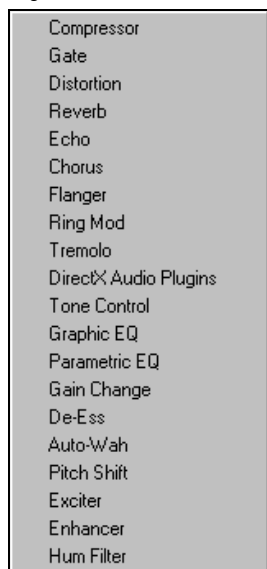 Compressor
Gate
Distortion
Reverb
Echo
Chorus
Flanger
Ring Mod
Tremolo
DirectX Audio Plugins
Tone Control
Graphic EQ
Parametric EQ
Gain Change
De-Ess
Auto-Wah
Pitch Shift
Exciter
Enhancer
Hum Filter